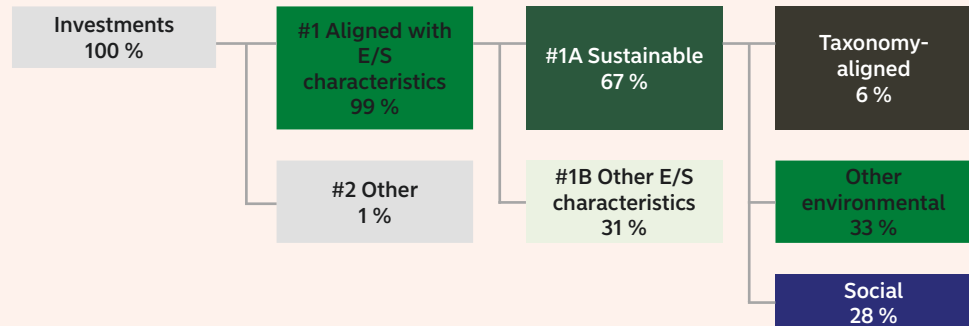 Investments
100 %
#1 Aligned with
E/S
characteristics
99 %
#1A Sustainable
67 %
Taxonomy-
aligned
6 %
#2 Other
1 %
#1B Other E/S
characteristics
31 %
Other
environmental
33 %
Social
28 %